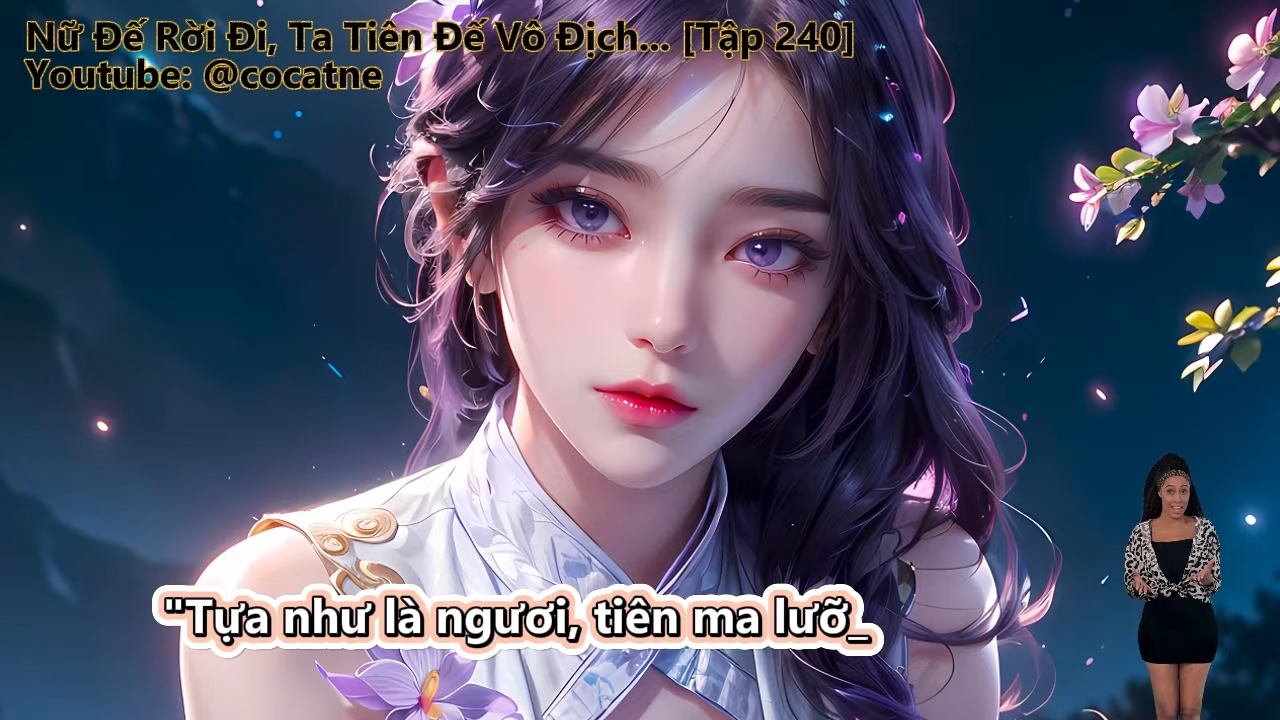 Nữ Đế Rời Đi, Ta Tiên Đế Vô Địch... [Tập 240]
Youtube: @cocatne
"Tựa như là ngươi, tiên ma lưỡ_